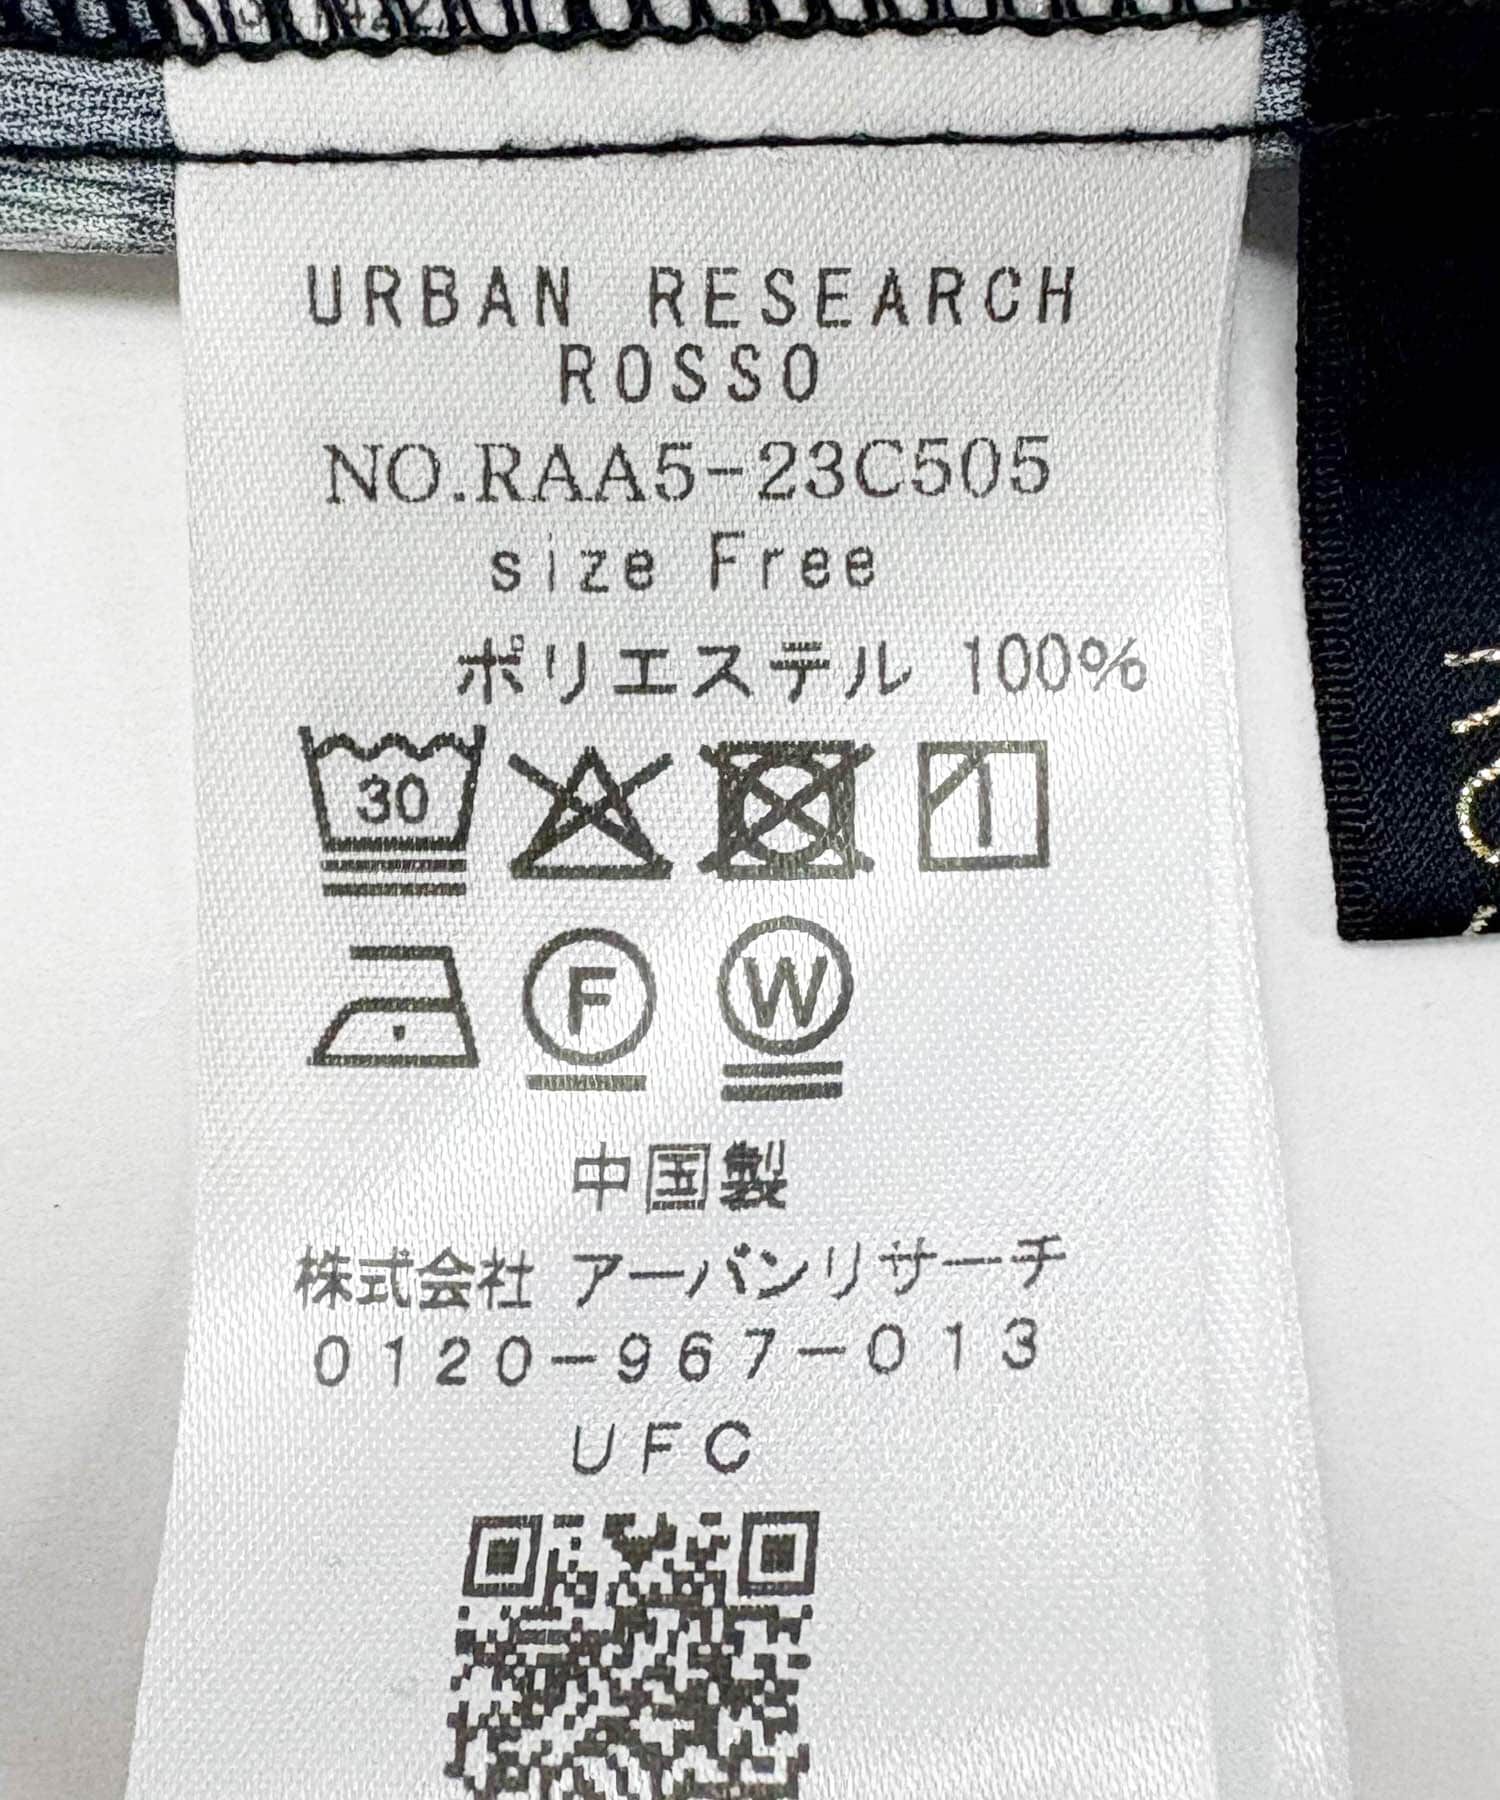 URBAN RESEARCH
ROSSO
NO.RAA5-23C505
size Free
ポリエステル 100%
30
1
F
W
中国製
株式会社 アーバンリサーチ
0120-967-013
UFC